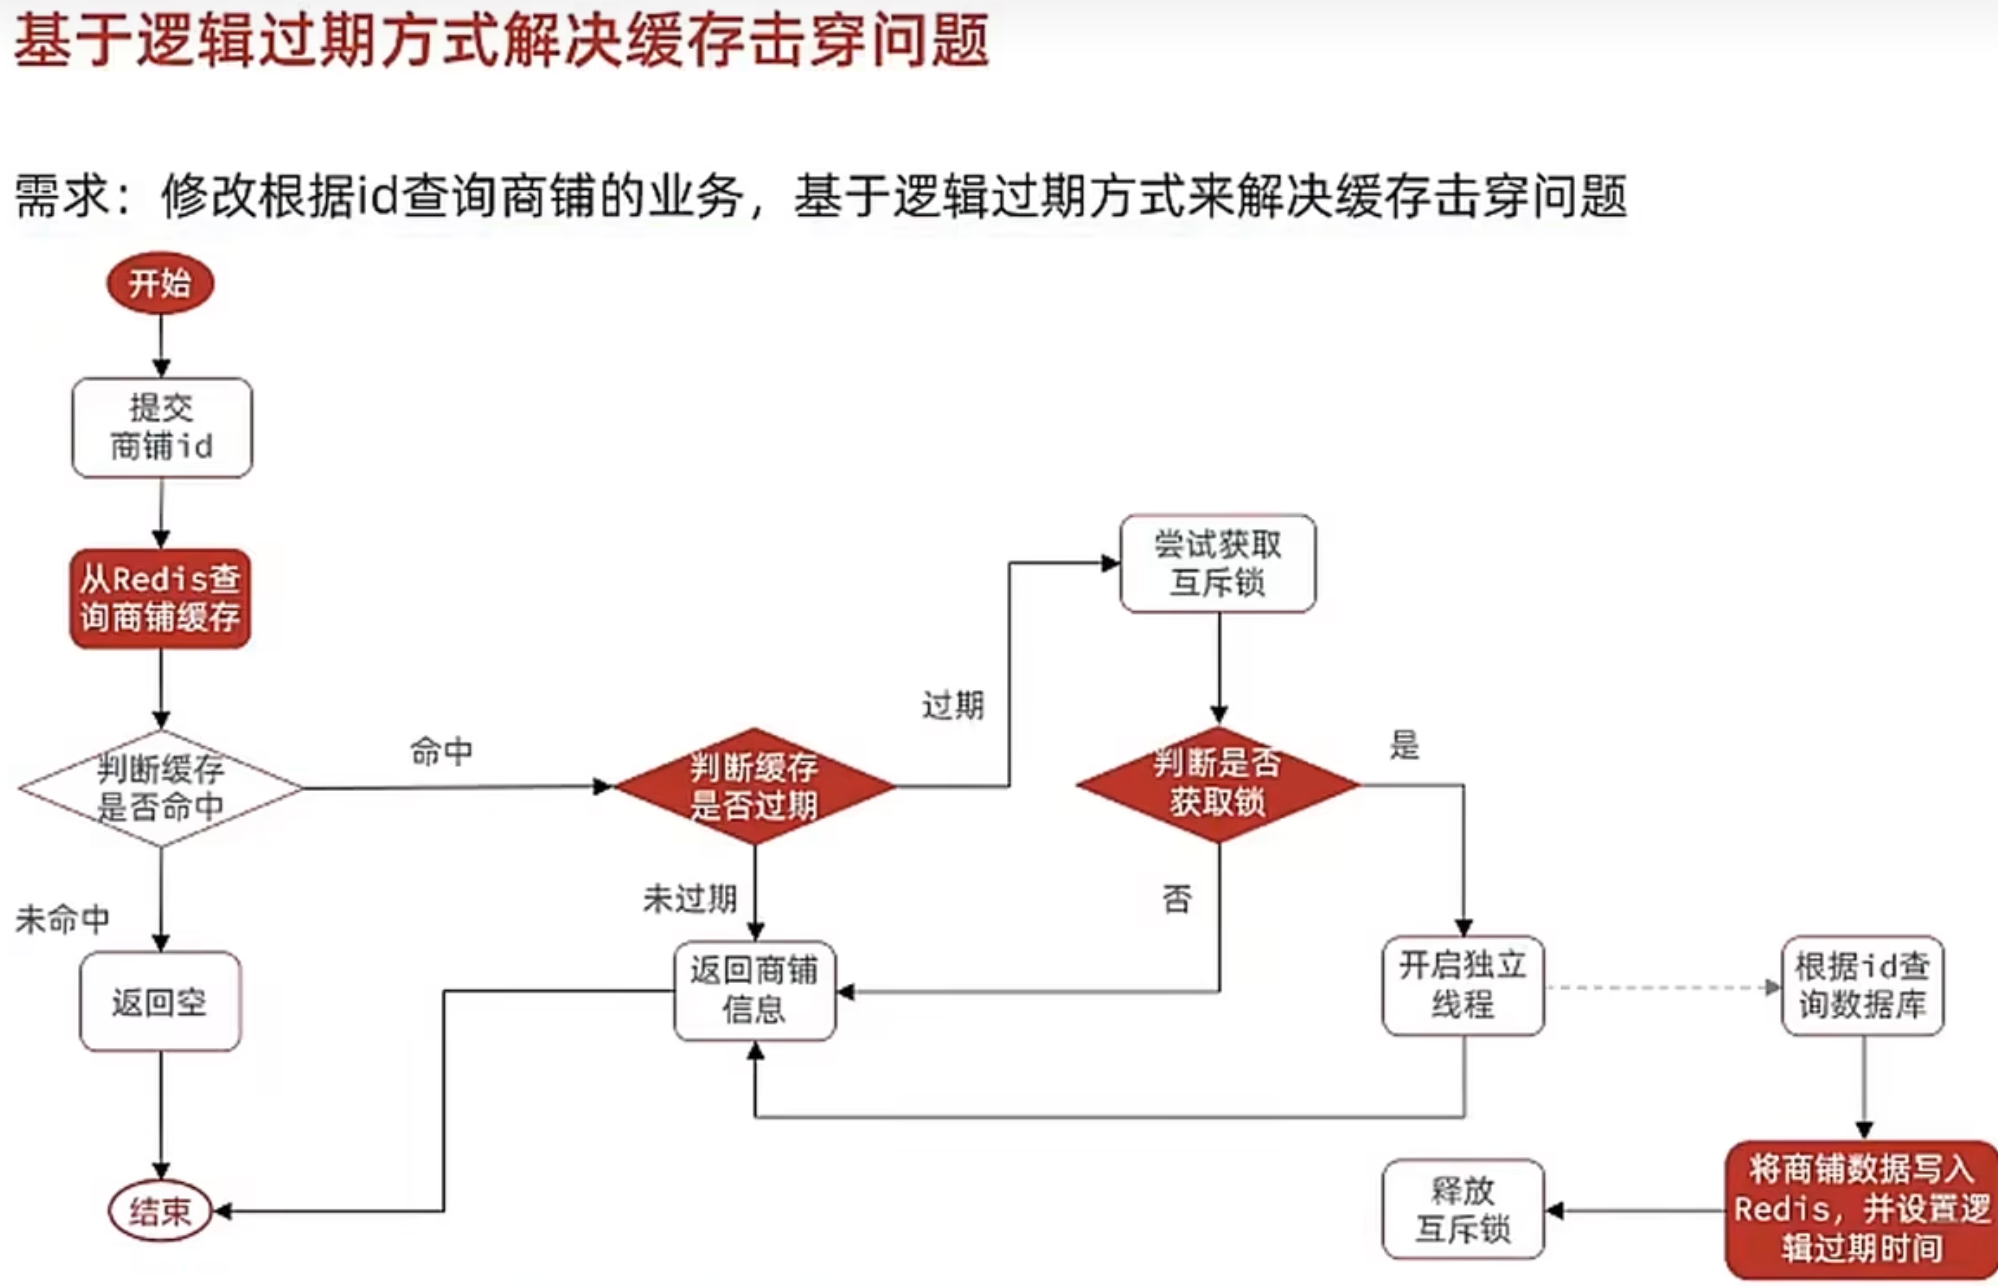 基于逻辑过期方式解决缓存击穿问题
需求：修改根据id查询商铺的业务，基于逻辑过期方式来解决缓存击穿问题
开始
提交
商铺id
从Redis查
询商铺缓存
判断缓存
是否命中
命中
未命中
返回空
结束
判断缓存
是否过期
过期
未过期
返回商铺
信息
尝试获取
互斥锁
判断是否
获取锁
是
否
开启独立
线程
根据id查
询数据库
将商铺数据写入
Redis，并设置逻
辑过期时间
释放
互斥锁